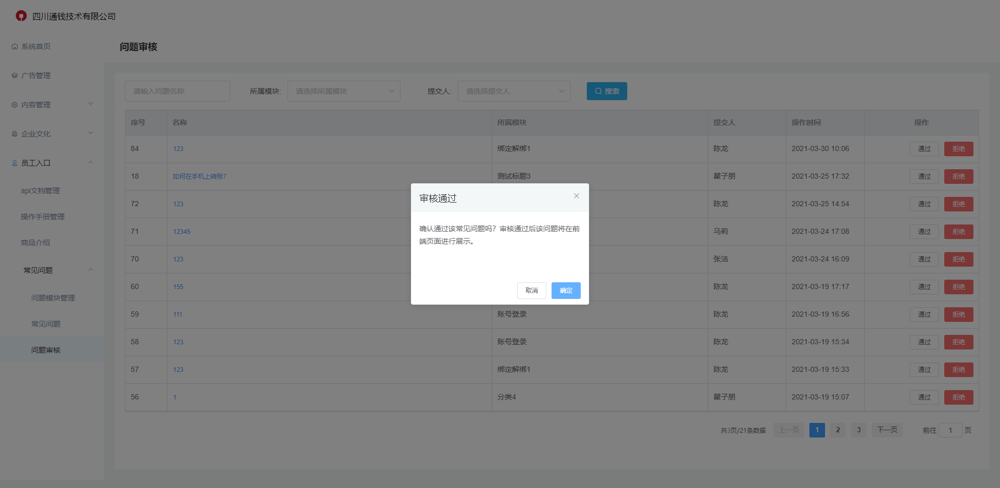 四川通钱技术有限公司
系统首页
广告管理
内容管理
企业文化
员工入口
api文档管理
操作手册管理
商品介绍
常见问题
问题模块管理
常见问题
问题审核
问题审核
请输入问题名称 所属模块: 请选择所属模块 提交人: 请选择提交人 搜索
序号 名称 所属模块 提交人 操作时间 操作
84 123 绑定解绑1 陈龙 2021-03-30 10:06 通过 拒绝
18 如何在手机上转账? 测试标题3 瞿子朋 2021-03-25 17:32 通过 拒绝
72 123 陈龙 2021-03-25 14:54 通过 拒绝
71 12345 马莉 2021-03-24 17:08 通过 拒绝
70 123 张洁 2021-03-24 16:09 通过 拒绝
60 155 陈龙 2021-03-19 17:17 通过 拒绝
59 111 账号登录 陈龙 2021-03-19 16:56 通过 拒绝
58 123 账号登录 陈龙 2021-03-19 15:34 通过 拒绝
57 123 绑定解绑1 陈龙 2021-03-19 15:33 通过 拒绝
56 1 分类4 瞿子朋 2021-03-19 15:07 通过 拒绝
共3页/21条数据 上一页 1 2 3 下一页 前往 1 页
审核通过
确认通过该常见问题吗？审核通过后该问题将在前
端页面进行展示。
取消 确定